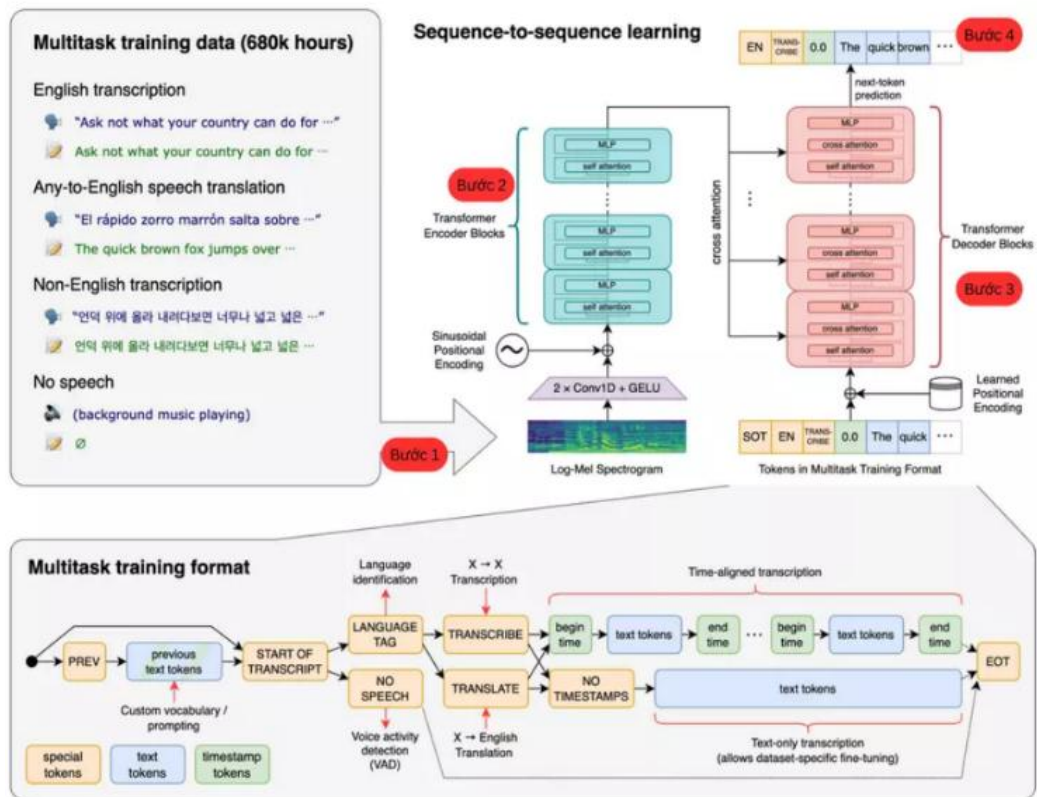 Multitask training data (680k hours)
English transcription
"Ask not what your country can do for ..."
Ask not what your country can do for ...
Any-to-English speech translation
"El rápido zorro marrón salta sobre ..."
The quick brown fox jumps over ...
Non-English transcription
"언덕 위에 올라 내려다보면 너무나 넓고 넓은 ..."
언덕 위에 올라 내려다보면 너무나 넓고 넓은 ...
No speech
(background music playing)
Ø
Bước 1
Sequence-to-sequence learning
EN
TRANS-
CRIBE
0.0
The
quick
brown
...
Bước 4
next-token
prediction
MLP
self attention
MLP
self attention
MLP
self attention
Bước 2
Transformer
Encoder Blocks
cross attention
MLP
cross attention
self attention
MLP
cross attention
self attention
MLP
cross attention
self attention
Transformer
Decoder Blocks
Bước 3
Sinusoidal
Positional
Encoding
2 × Conv1D + GELU
Log-Mel Spectrogram
Learned
Positional
Encoding
SOT
EN
TRANS-
CRIBE
0.0
The
quick
...
Tokens in Multitask Training Format
Multitask training format
Language
identification
X → X
Transcription
Time-aligned transcription
PREV
previous
text tokens
START OF
TRANSCRIPT
LANGUAGE
TAG
TRANSCRIBE
begin
time
text tokens
end
time
...
begin
time
text tokens
end
time
EOT
NO
SPEECH
TRANSLATE
NO
TIMESTAMPS
text tokens
Custom vocabulary /
prompting
Voice activity
detection
(VAD)
X → English
Translation
Text-only transcription
(allows dataset-specific fine-tuning)
special
tokens
text
tokens
timestamp
tokens